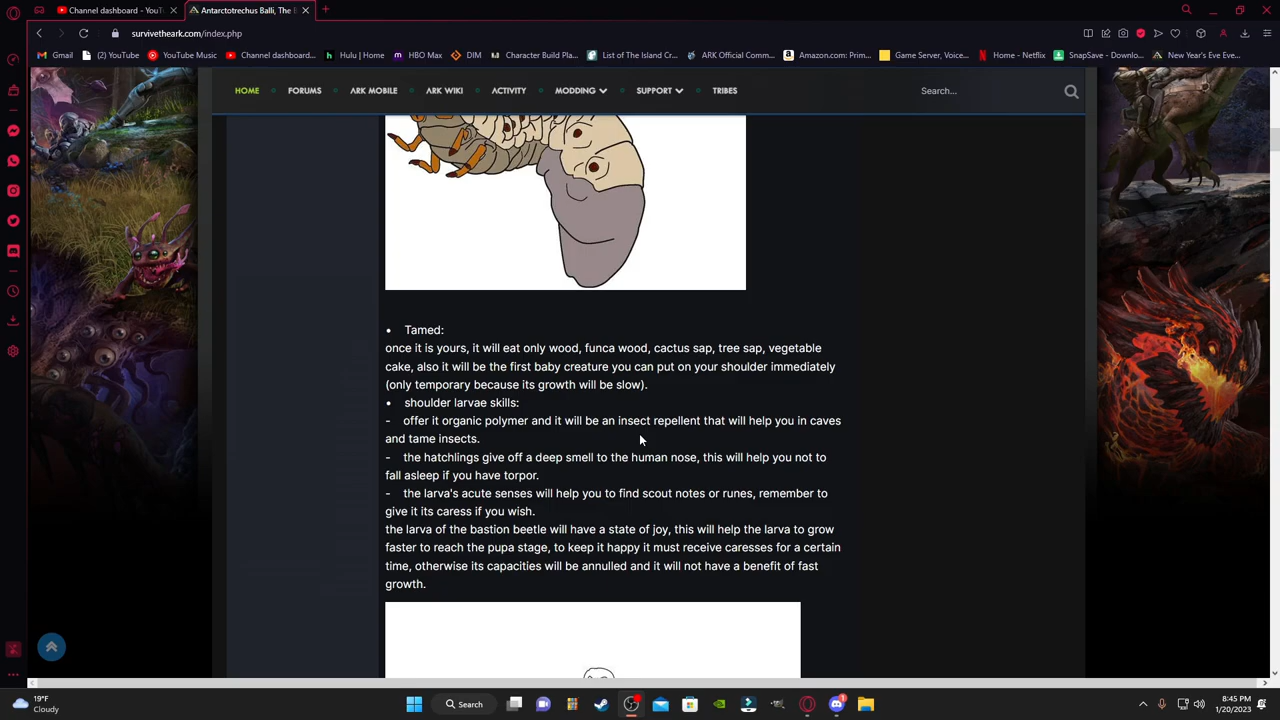 Channel dashboard - YouTu
Antarctotrechus Balli, The B
survivetheark.com/index.php
Gmail
(2) YouTube
YouTube Music
Channel dashboard...
Hulu | Home
HBO Max
DIM
Character Build Pla...
List of The Island Cr...
ARK Official Comm...
Amazon.com: Prim...
Game Server, Voice...
Home - Netflix
SnapSave - Downlo...
New Year's Eve Eve...
HOME
FORUMS
ARK MOBILE
ARK WIKI
ACTIVITY
MODDING
SUPPORT
TRIBES
Search...
• Tamed:
once it is yours, it will eat only wood, funca wood, cactus sap, tree sap, vegetable
cake, also it will be the first baby creature you can put on your shoulder immediately
(only temporary because its growth will be slow).
• shoulder larvae skills:
- offer it organic polymer and it will be an insect repellent that will help you in caves
and tame insects.
- the hatchlings give off a deep smell to the human nose, this will help you not to
fall asleep if you have torpor.
- the larva's acute senses will help you to find scout notes or runes, remember to
give it its caress if you wish.
the larva of the bastion beetle will have a state of joy, this will help the larva to grow
faster to reach the pupa stage, to keep it happy it must receive caresses for a certain
time, otherwise its capacities will be annulled and it will not have a benefit of fast
growth.
19°F
Cloudy
Search
1
8:45 PM
1/20/2023